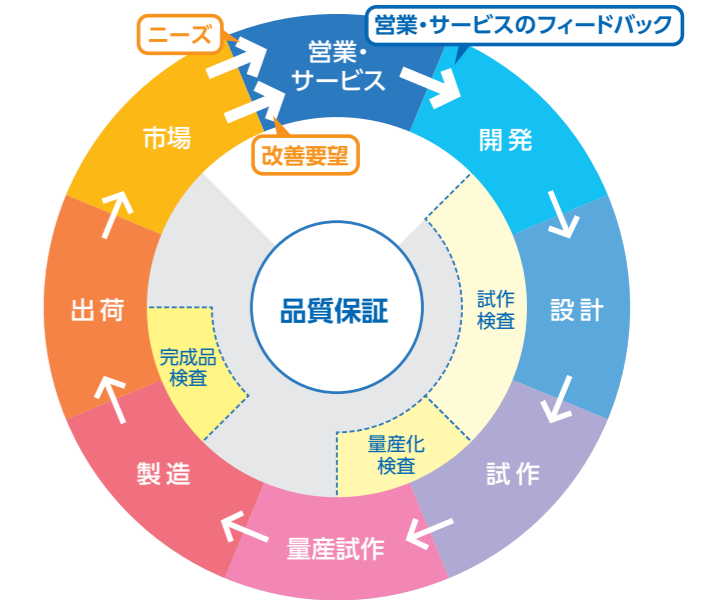 ニーズ
営業・サービスのフィードバック
営業・
サービス
改善要望
市場
開発
出荷
品質保証
試作
検査
設計
完成品
検査
量産化
検査
製造
試作
量産試作